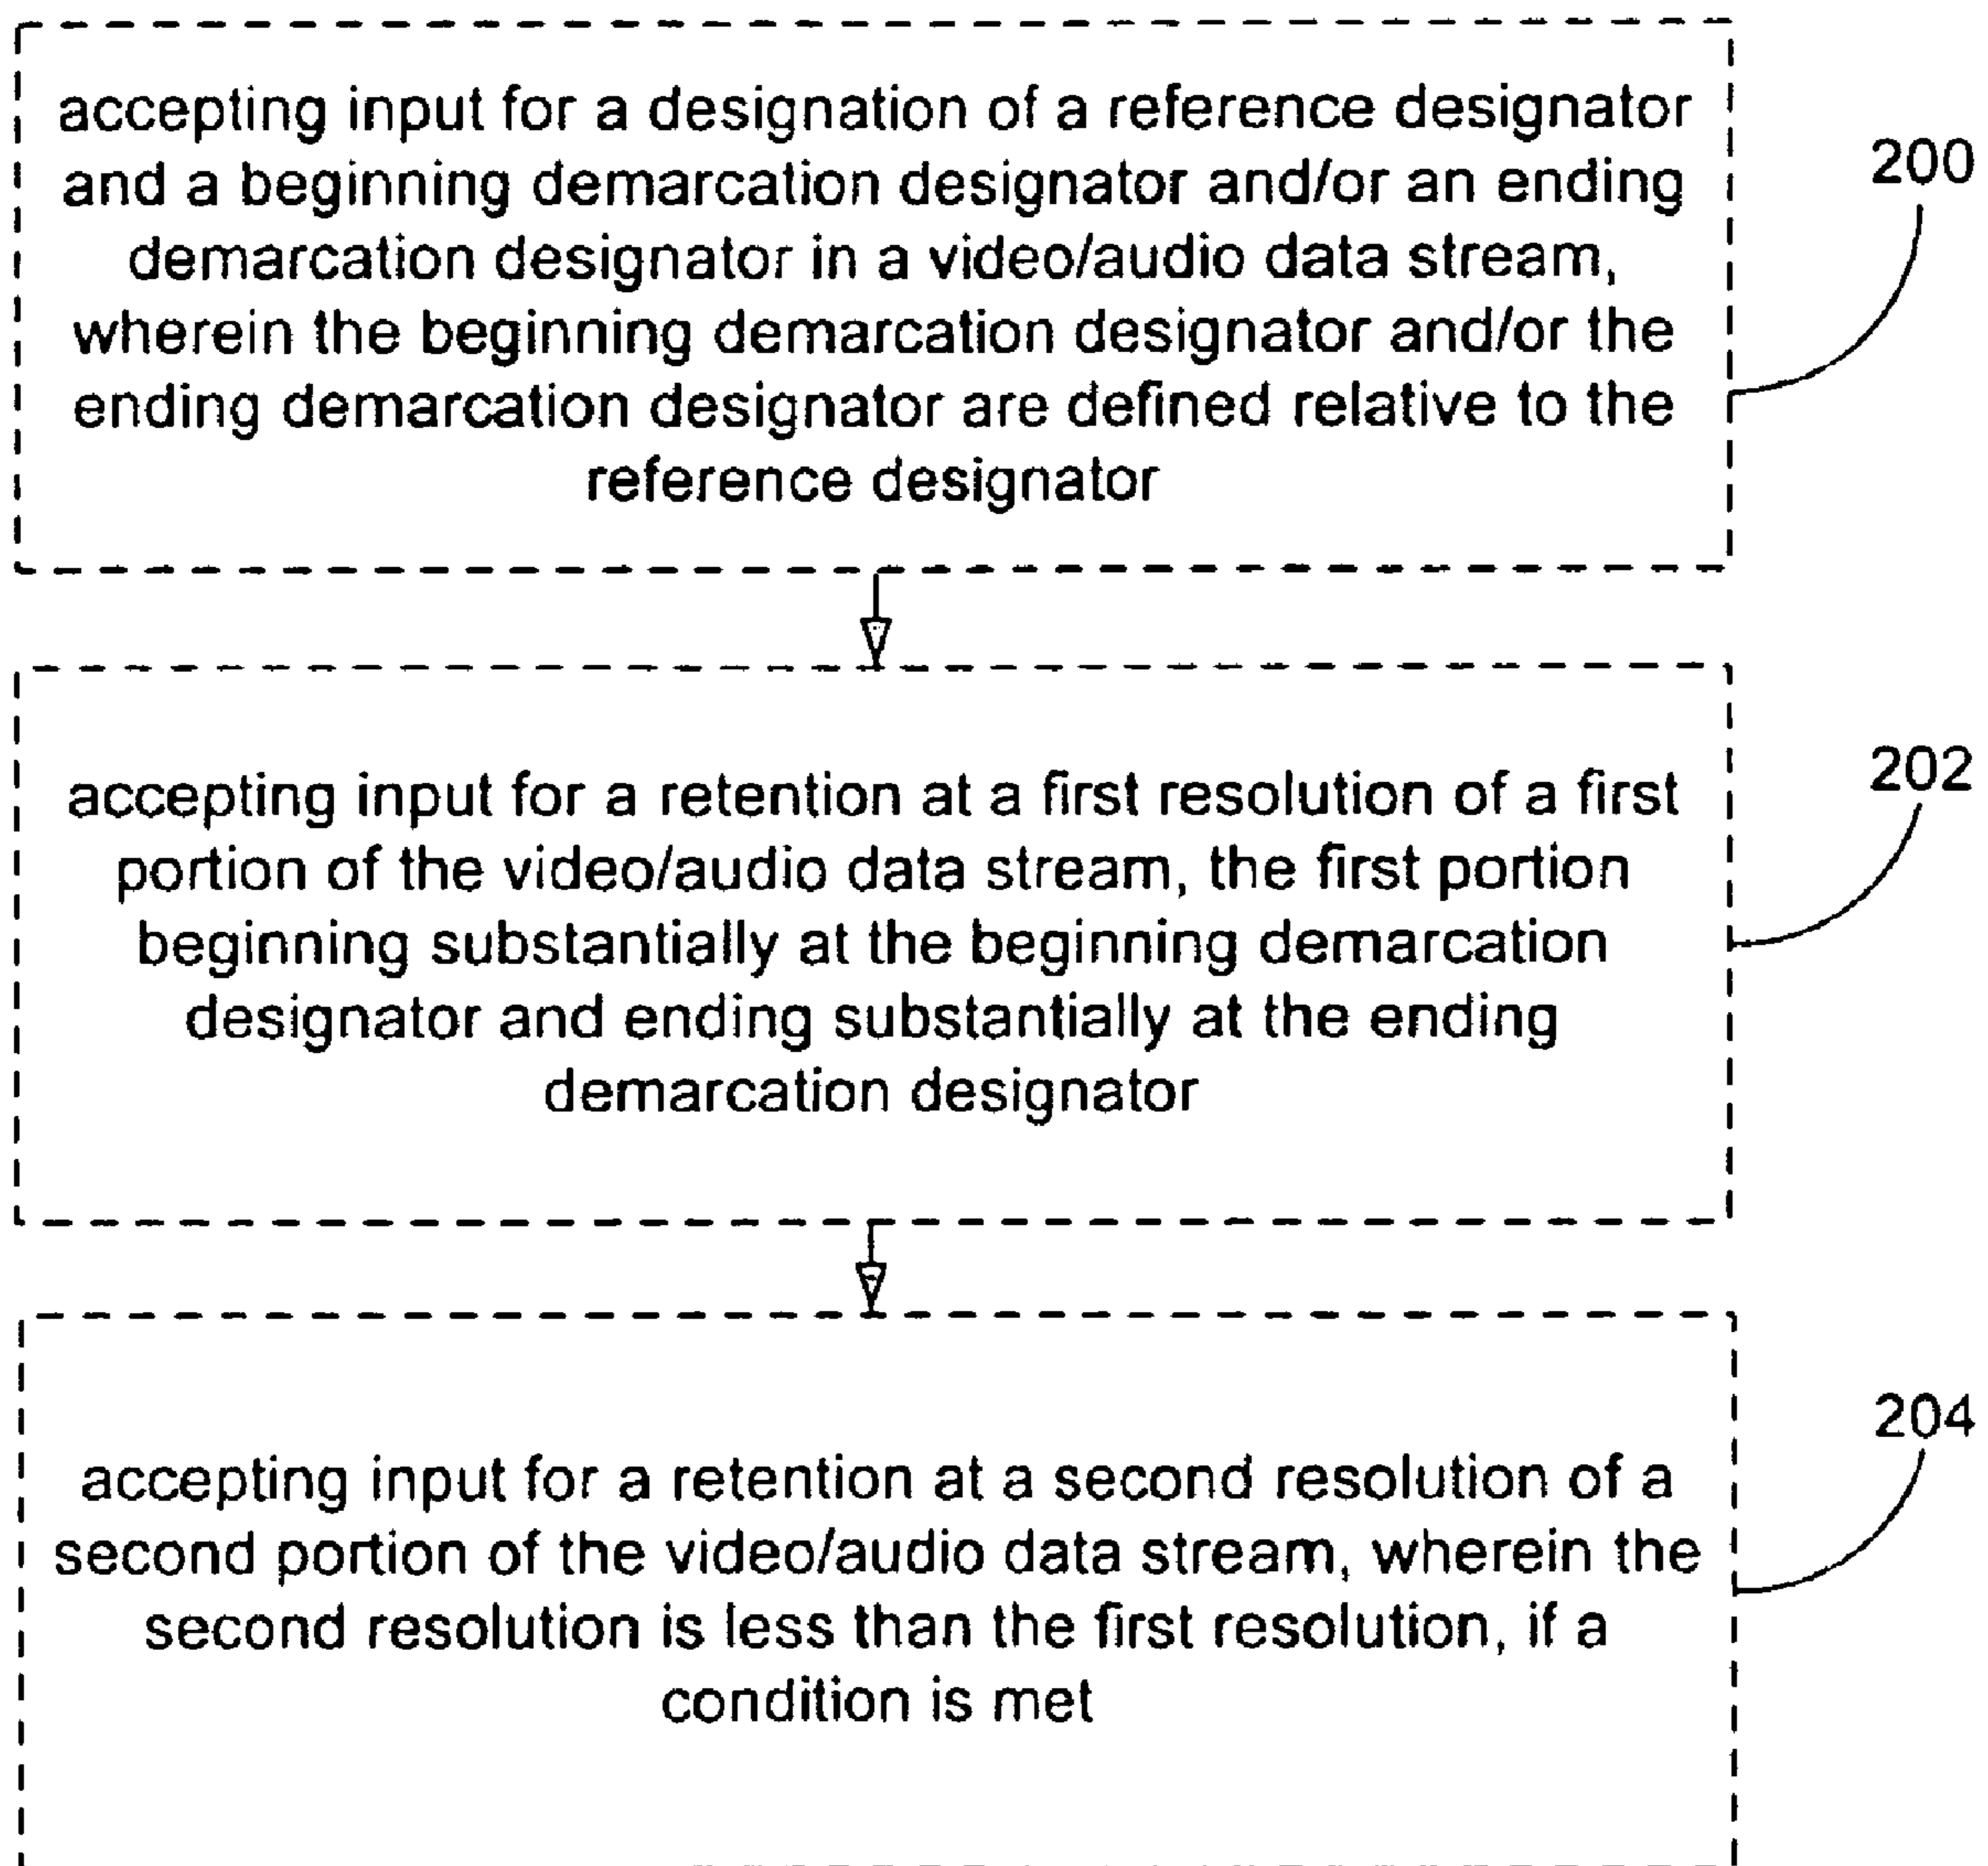 accepting input for a designation of a reference designator
and a beginning demarcation designator and/or an ending
demarcation designator in a video/audio data stream,
wherein the beginning demarcation designator and/or the
ending demarcation designator are defined relative to the
reference designator
200
accepting input for a retention at a first resolution of a first
portion of the video/audio data stream, the first portion
beginning substantially at the beginning demarcation
designator and ending substantially at the ending
demarcation designator
202
accepting input for a retention at a second resolution of a
second portion of the video/audio data stream, wherein the
second resolution is less than the first resolution, if a
condition is met
204